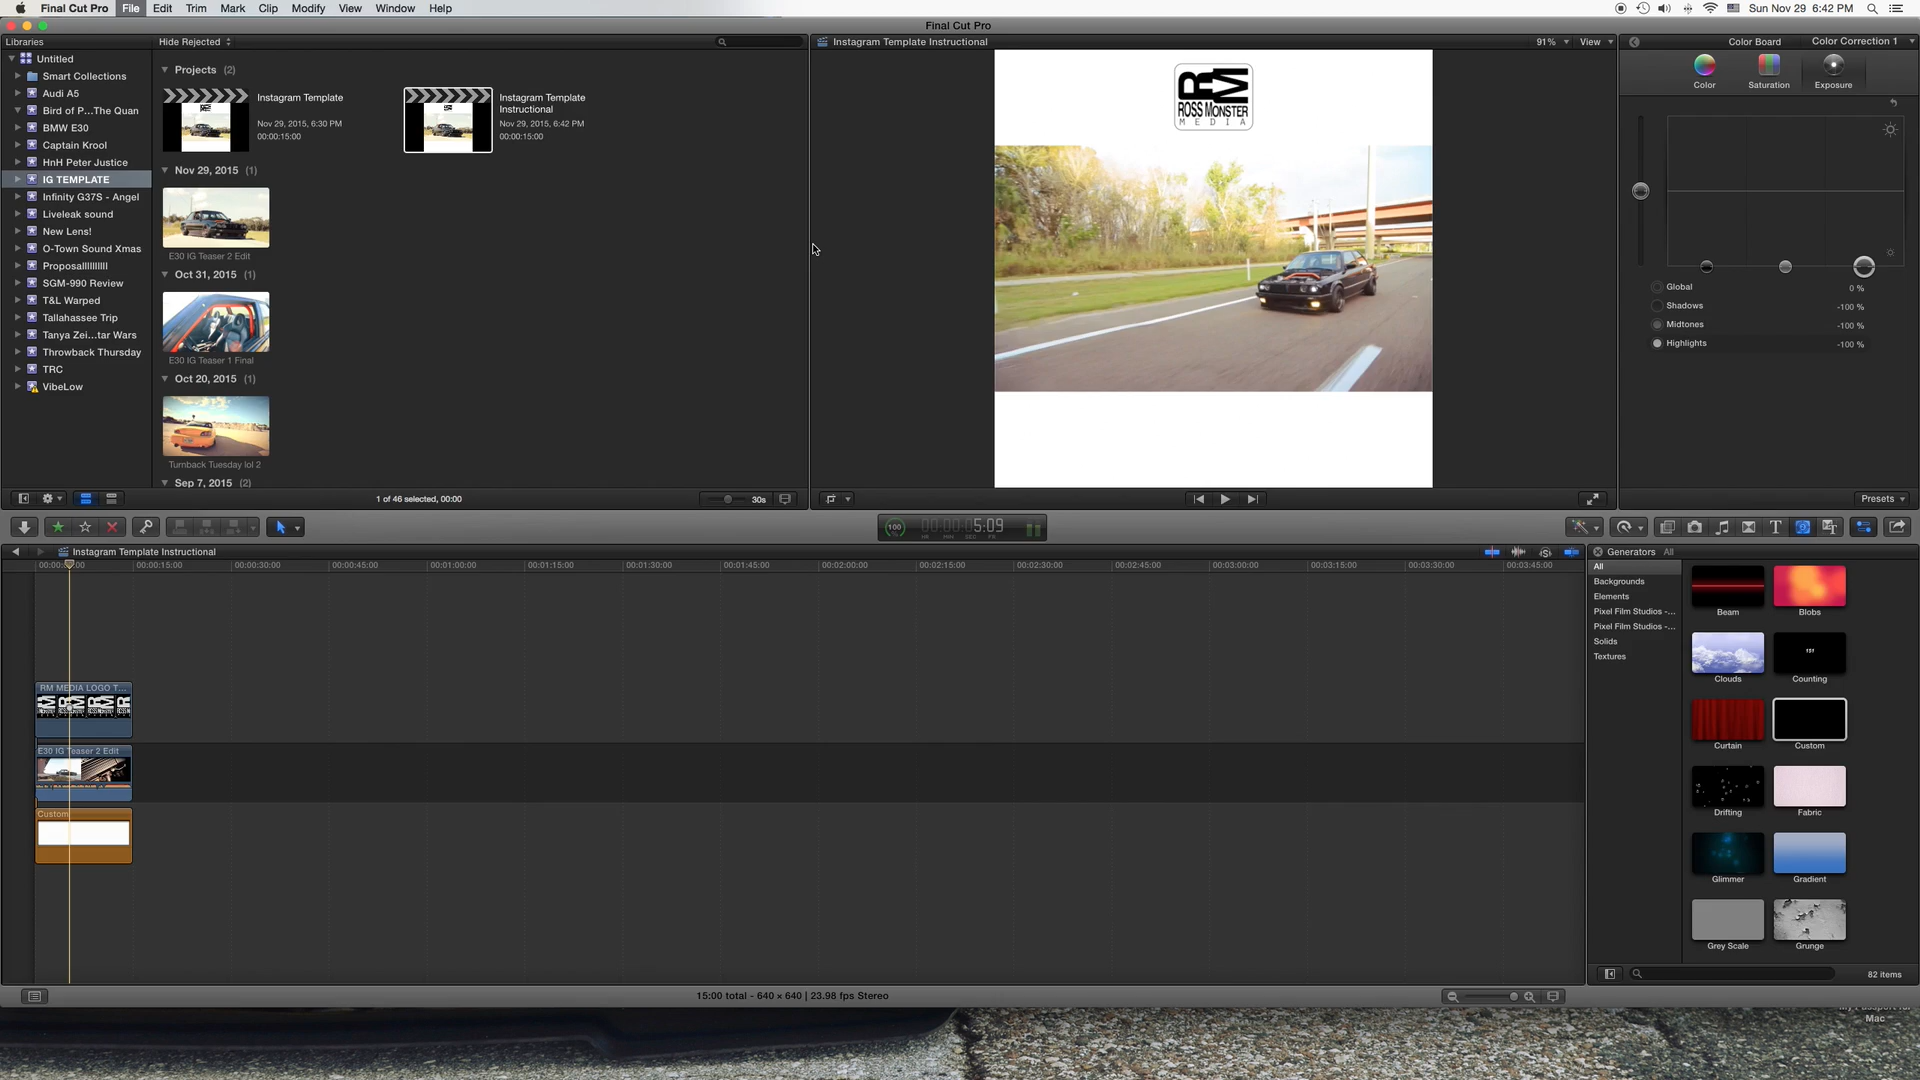 Final Cut Pro File Edit Trim Mark Clip Modify View Window Help
Sun Nov 29 6:42 PM
Final Cut Pro
Libraries
Hide Rejected
Untitled
Smart Collections
Audi A5
Bird of P...The Quan
BMW E30
Captain Krool
HnH Peter Justice
IG TEMPLATE
Infinity G37S - Angel
Liveleak sound
New Lens!
O-Town Sound Xmas
Proposalllllllll
SGM-990 Review
T&L Warped
Tallahassee Trip
Tanya Zei...tar Wars
Throwback Thursday
TRC
VibeLow
Projects (2)
Instagram Template
Nov 29, 2015, 6:30 PM
00:00:15:00
Instagram Template
Instructional
Nov 29, 2015, 6:42 PM
00:00:15:00
Nov 29, 2015 (1)
E30 IG Teaser 2 Edit
Oct 31, 2015 (1)
E30 IG Teaser 1 Final
Oct 20, 2015 (1)
Turnback Tuesday lol 2
Sep 7, 2015 (2)
1 of 46 selected, 00:00
30s
Instagram Template Instructional
91%
View
RM
ROSS MONSTER
MEDIA
Color Board
Color Correction 1
Color
Saturation
Exposure
Global 0 %
Shadows -100 %
Midtones -100 %
Highlights -100 %
Presets
100
5:09
HR MIN SEC FR
Instagram Template Instructional
00:00:15:00
00:00:30:00
00:00:45:00
00:01:00:00
00:01:15:00
00:01:30:00
00:01:45:00
00:02:00:00
00:02:15:00
00:02:30:00
00:02:45:00
00:03:00:00
00:03:15:00
00:03:30:00
00:03:45:00
RM MEDIA LOGO T...
E30 IG Teaser 2 Edit
Custom
Generators All
All
Backgrounds
Elements
Pixel Film Studios -...
Pixel Film Studios -...
Solids
Textures
Beam
Blobs
Clouds
Counting
Curtain
Custom
Drifting
Fabric
Glimmer
Gradient
Grey Scale
Grunge
82 items
15:00 total - 640 × 640 | 23.98 fps Stereo
Mac